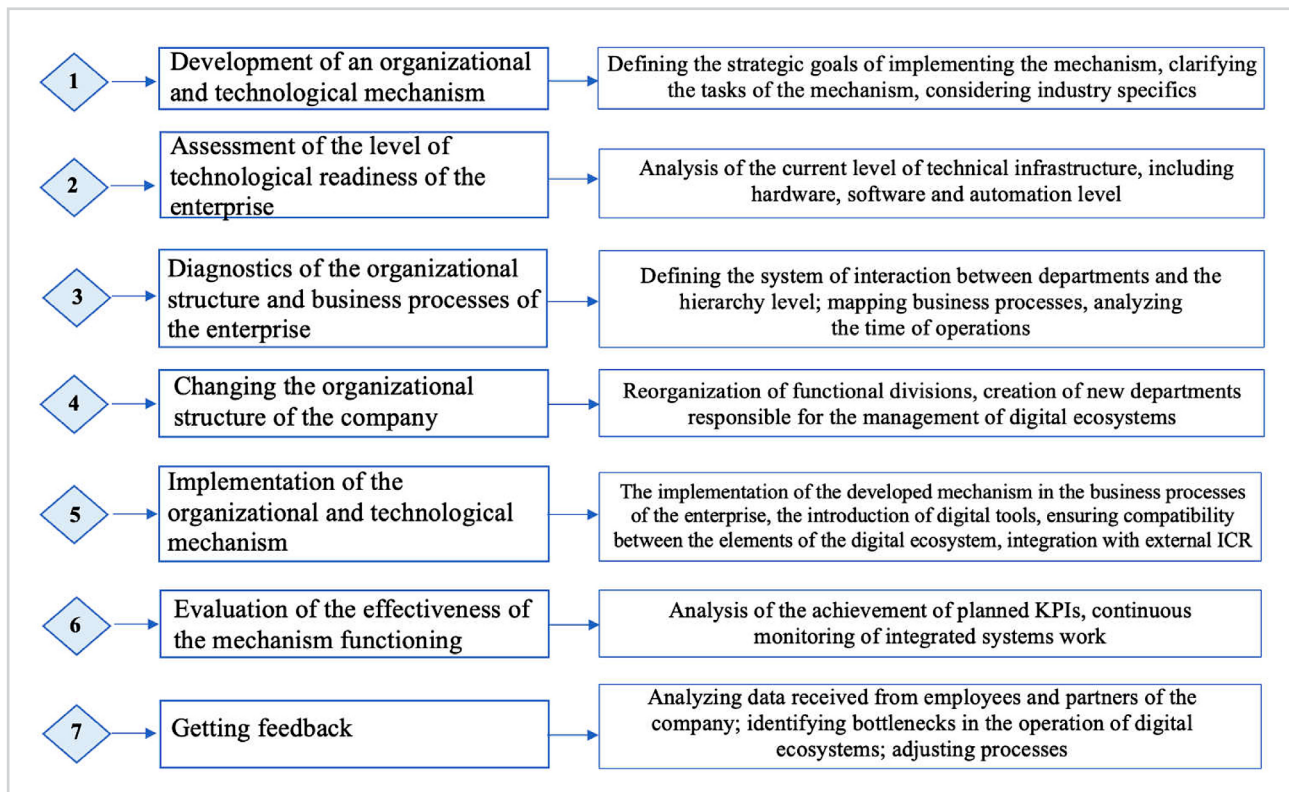 1
Development of an organizational
and technological mechanism
Defining the strategic goals of implementing the mechanism, clarifying
the tasks of the mechanism, considering industry specifics
2
Assessment of the level of
technological readiness of the
enterprise
Analysis of the current level of technical infrastructure, including
hardware, software and automation level
3
Diagnostics of the organizational
structure and business processes of
the enterprise
Defining the system of interaction between departments and the
hierarchy level; mapping business processes, analyzing
the time of operations
4
Changing the organizational
structure of the company
Reorganization of functional divisions, creation of new departments
responsible for the management of digital ecosystems
5
Implementation of the
organizational and technological
mechanism
The implementation of the developed mechanism in the business processes
of the enterprise, the introduction of digital tools, ensuring compatibility
between the elements of the digital ecosystem, integration with external ICR
6
Evaluation of the effectiveness of
the mechanism functioning
Analysis of the achievement of planned KPIs, continuous
monitoring of integrated systems work
7
Getting feedback
Analyzing data received from employees and partners of the
company; identifying bottlenecks in the operation of digital
ecosystems; adjusting processes